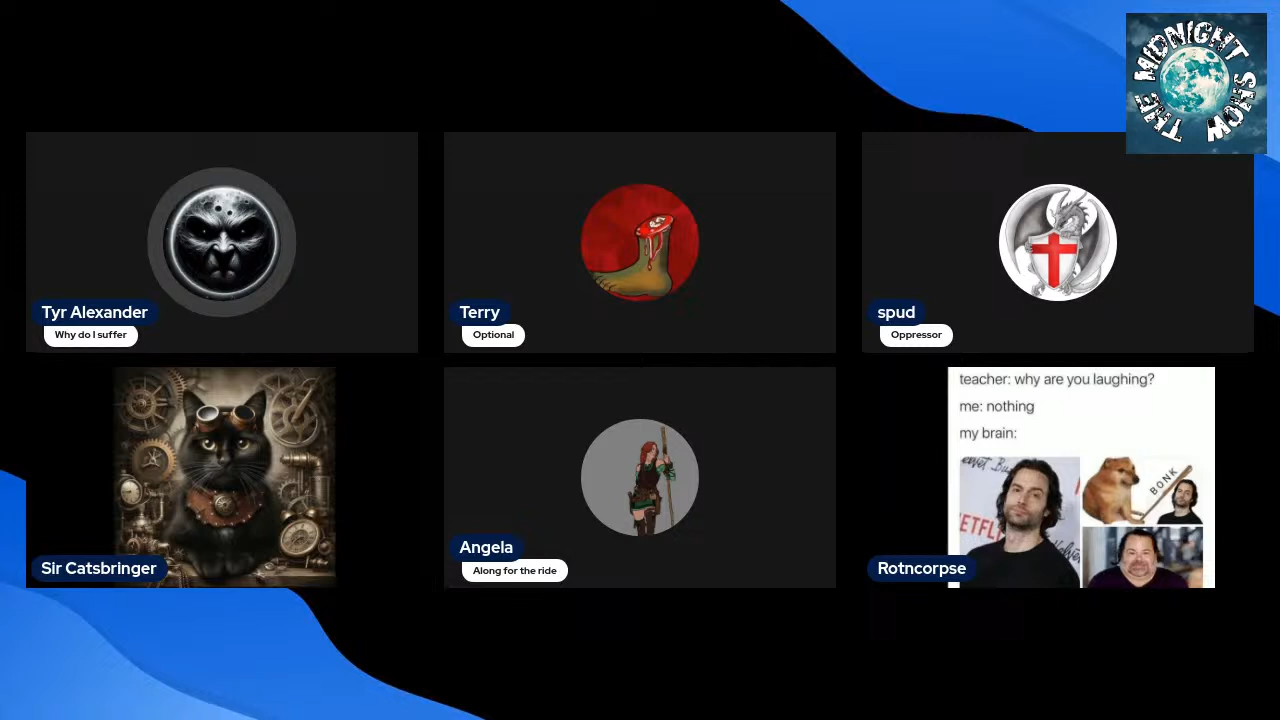 THE MIDNIGHT SHOW
Tyr Alexander
Why do I suffer
Terry
Optional
spud
Oppressor
Sir Catsbringer
Angela
Along for the ride
teacher: why are you laughing?
me: nothing
my brain:
BONK
NETFL
Rotncorpse